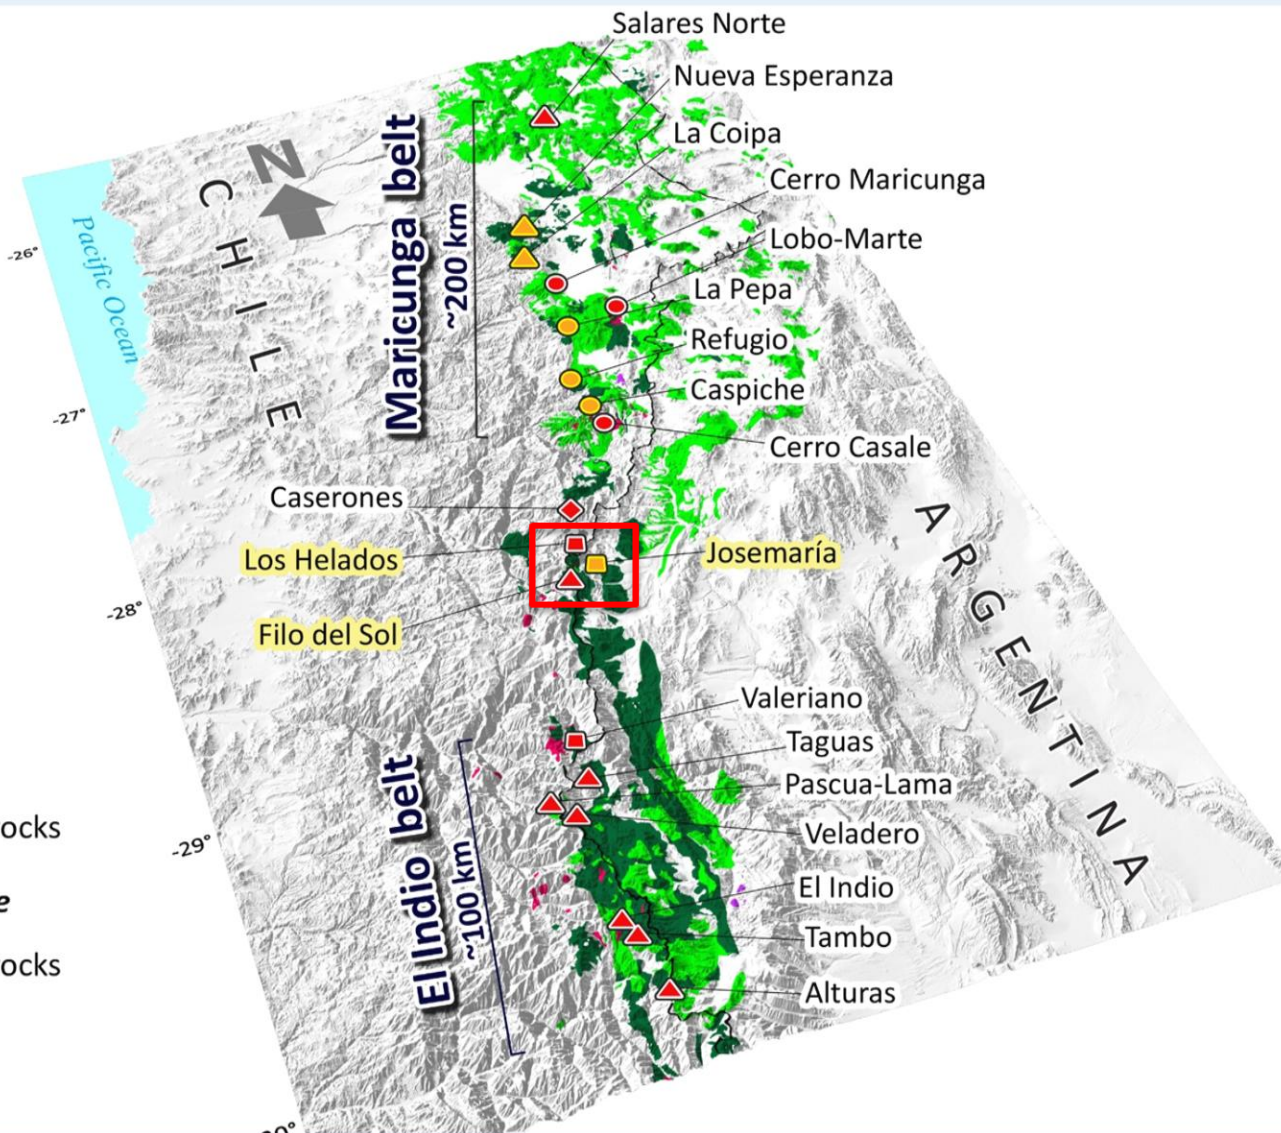 Salares Norte
Nueva Esperanza
La Coipa
Cerro Maricunga
Lobo-Marte
La Pepa
Refugio
Caspiche
Cerro Casale
N
CHILE
Pacific Ocean
Maricunga belt
~200 km
-26°
-27°
-28°
-29°
Caserones
Los Helados
Josemaría
Filo del Sol
ARGENTINA
Valeriano
Taguas
Pascua-Lama
Veladero
El Indio
Tambo
Alturas
El Indio belt
~100 km
ocks
e
ocks